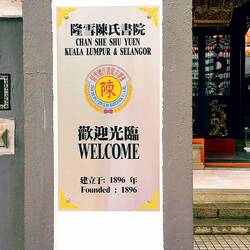 隆雪陳氏書院
CHAN SHE SHU YUEN
KUALA LUMPUR & SELANGOR
陳
歡迎光臨
WELCOME
建立于: 1896 年
Founded : 1896